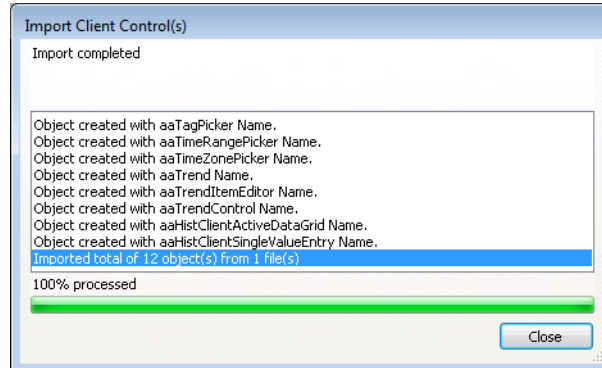 Import Client Control(s)
Import completed
Object created with aaTagPicker Name.
Object created with aaTimeRangePicker Name.
Object created with aaTimeZonePicker Name.
Object created with aaTrend Name.
Object created with aaTrendItemEditor Name.
Object created with aaTrendControl Name.
Object created with aaHistClientActiveDataGrid Name.
Object created with aaHistClientSingleValueEntry Name.
Imported total of 12 object(s) from 1 file(s)
100% processed
Close